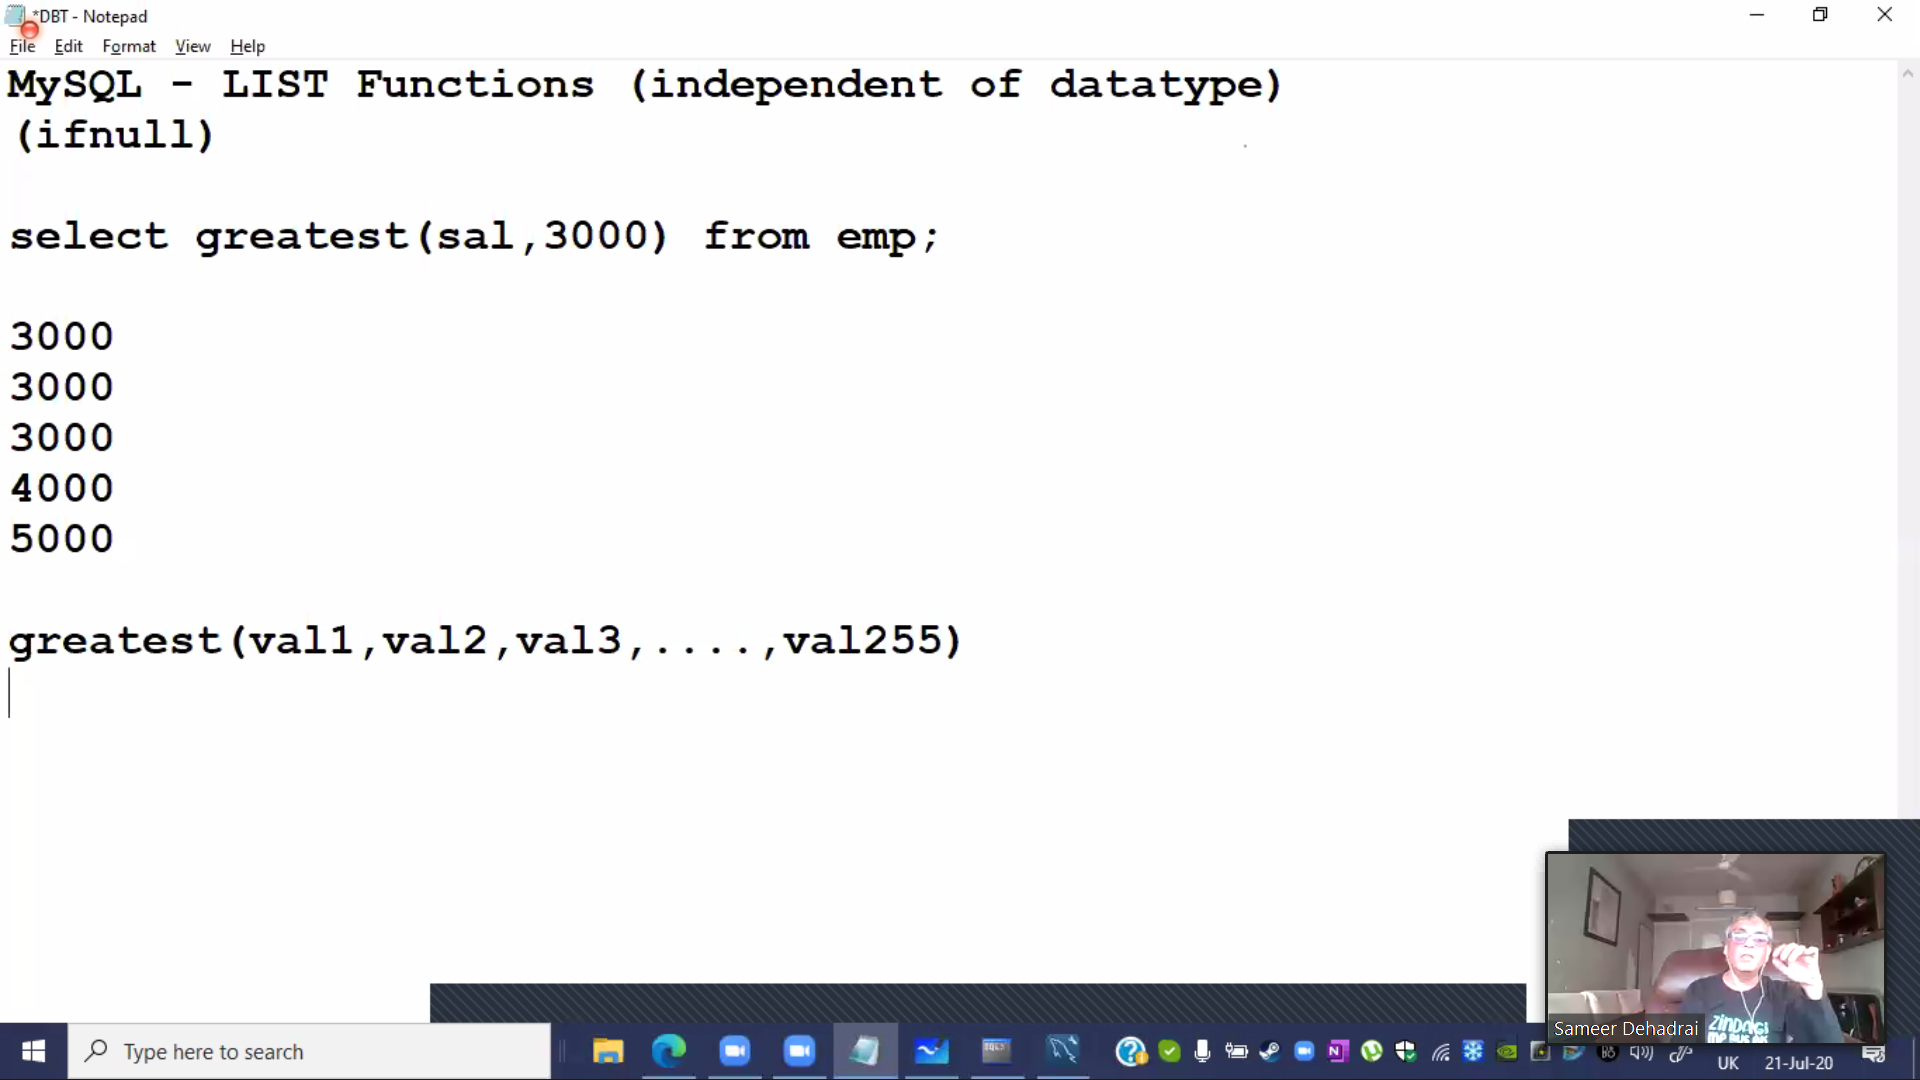 *DBT - Notepad
File Edit Format View Help
MySQL - LIST Functions (independent of datatype)
(ifnull)
select greatest(sal,3000) from emp;
3000
3000
3000
4000
5000
greatest(val1,val2,val3,....,val255)
Sameer Dehadrai
Type here to search
UK 21-Jul-20